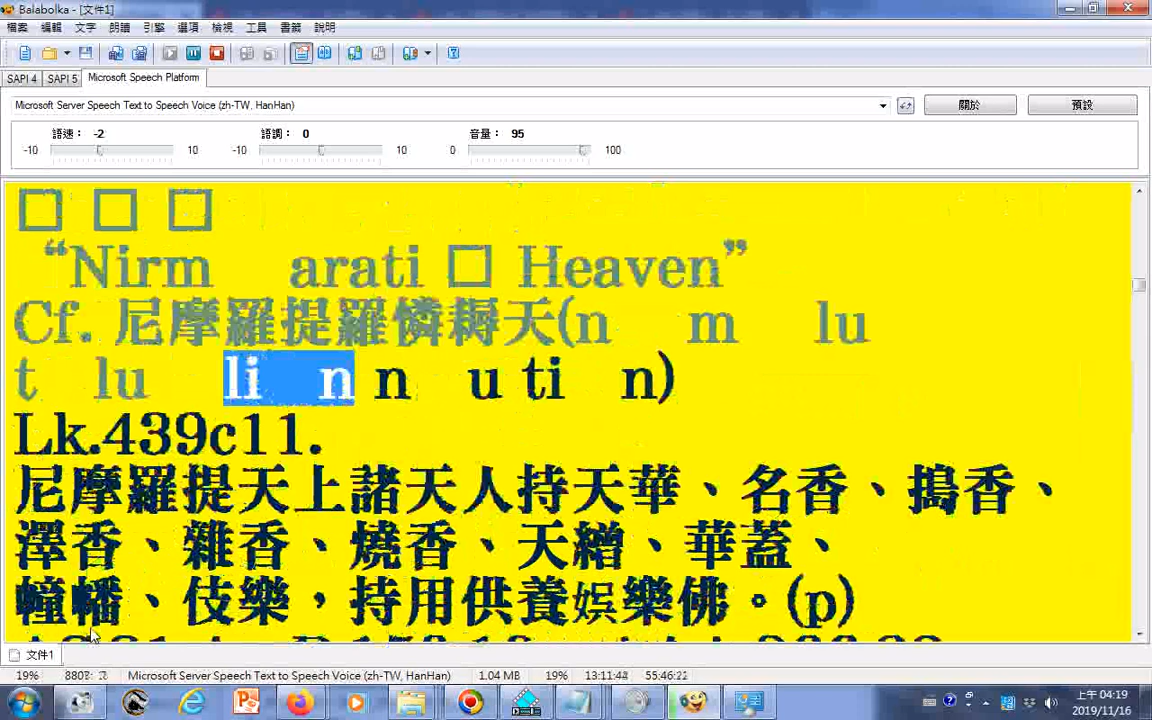 Balabolka - [文件1]
檔案 編輯 文字 朗讀 引擎 選項 檢視 工具 書籤 說明
SAPI 4 SAPI 5 Microsoft Speech Platform
Microsoft Server Speech Text to Speech Voice (zh-TW, HanHan) 關於 預設
語速： -2 語調： 0 音量： 95
-10 10 -10 10 0 100
□ □ □
“Nirm arati □ Heaven”
Cf. 尼摩羅提羅憐耨天(n m lu
t lu li n n u ti n)
Lk.439c11.
尼摩羅提天上諸天人持天華、名香、搗香、
澤香、雜香、燒香、天繒、華蓋、
幢幡、伎樂，持用供養娯樂佛。(p)
文件1
19% Microsoft Server Speech Text to Speech Voice (zh-TW, HanHan) 1.04 MB 19% 13:11:44 55:46:22
上午 04:19
2019/11/16